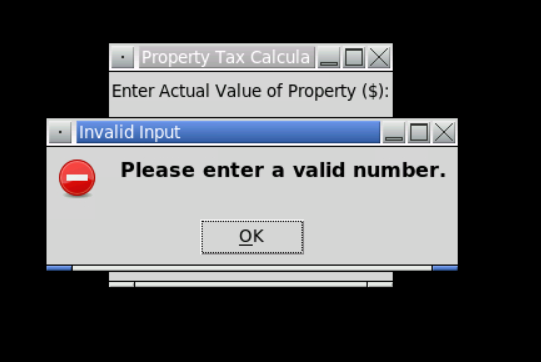 Property Tax Calcula
Enter Actual Value of Property ($):
Invalid Input
Please enter a valid number.
OK